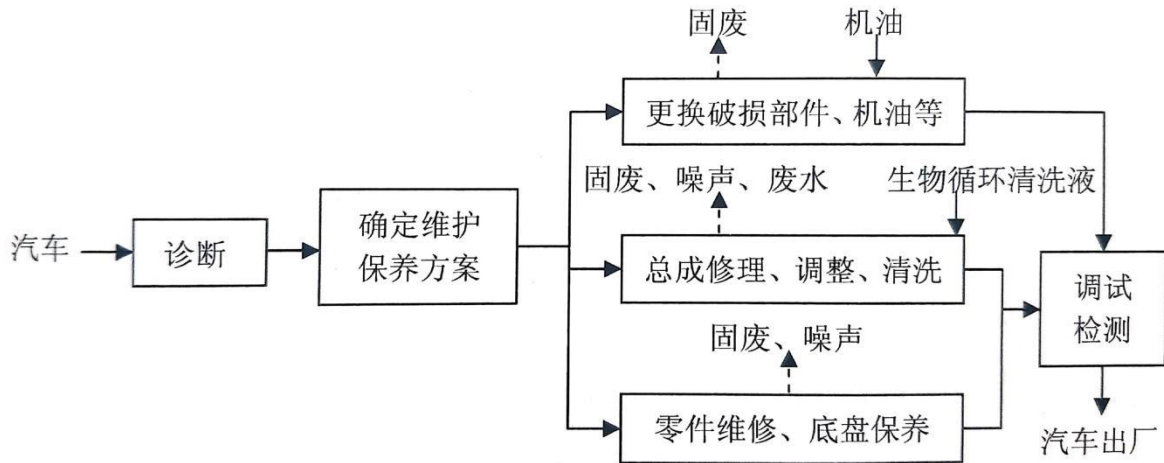 固废
机油
更换破损部件、机油等
固废、噪声、废水
生物循环清洗液
汽车
诊断
确定维护
保养方案
总成修理、调整、清洗
调试
检测
固废、噪声
零件维修、底盘保养
汽车出厂